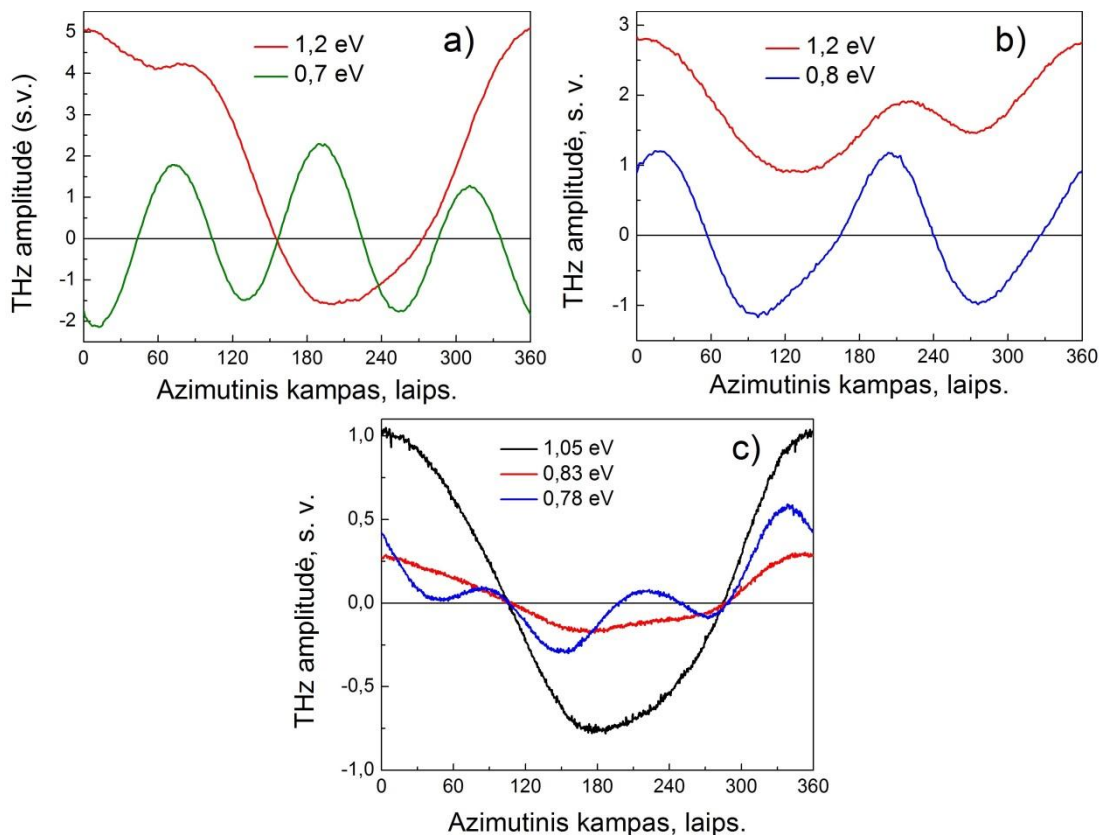 a)
1,2 eV
0,7 eV
THz amplitudė (s.v.)
5
4
3
2
1
0
-1
-2
0 60 120 180 240 300 360
Azimutinis kampas, laips.
b)
1,2 eV
0,8 eV
THz amplitudė, s. v.
3
2
1
0
-1
0 60 120 180 240 300 360
Azimutinis kampas, laips.
c)
1,05 eV
0,83 eV
0,78 eV
THz amplitudė, s. v.
1,0
0,5
0,0
-0,5
-1,0
0 60 120 180 240 300 360
Azimutinis kampas, laips.